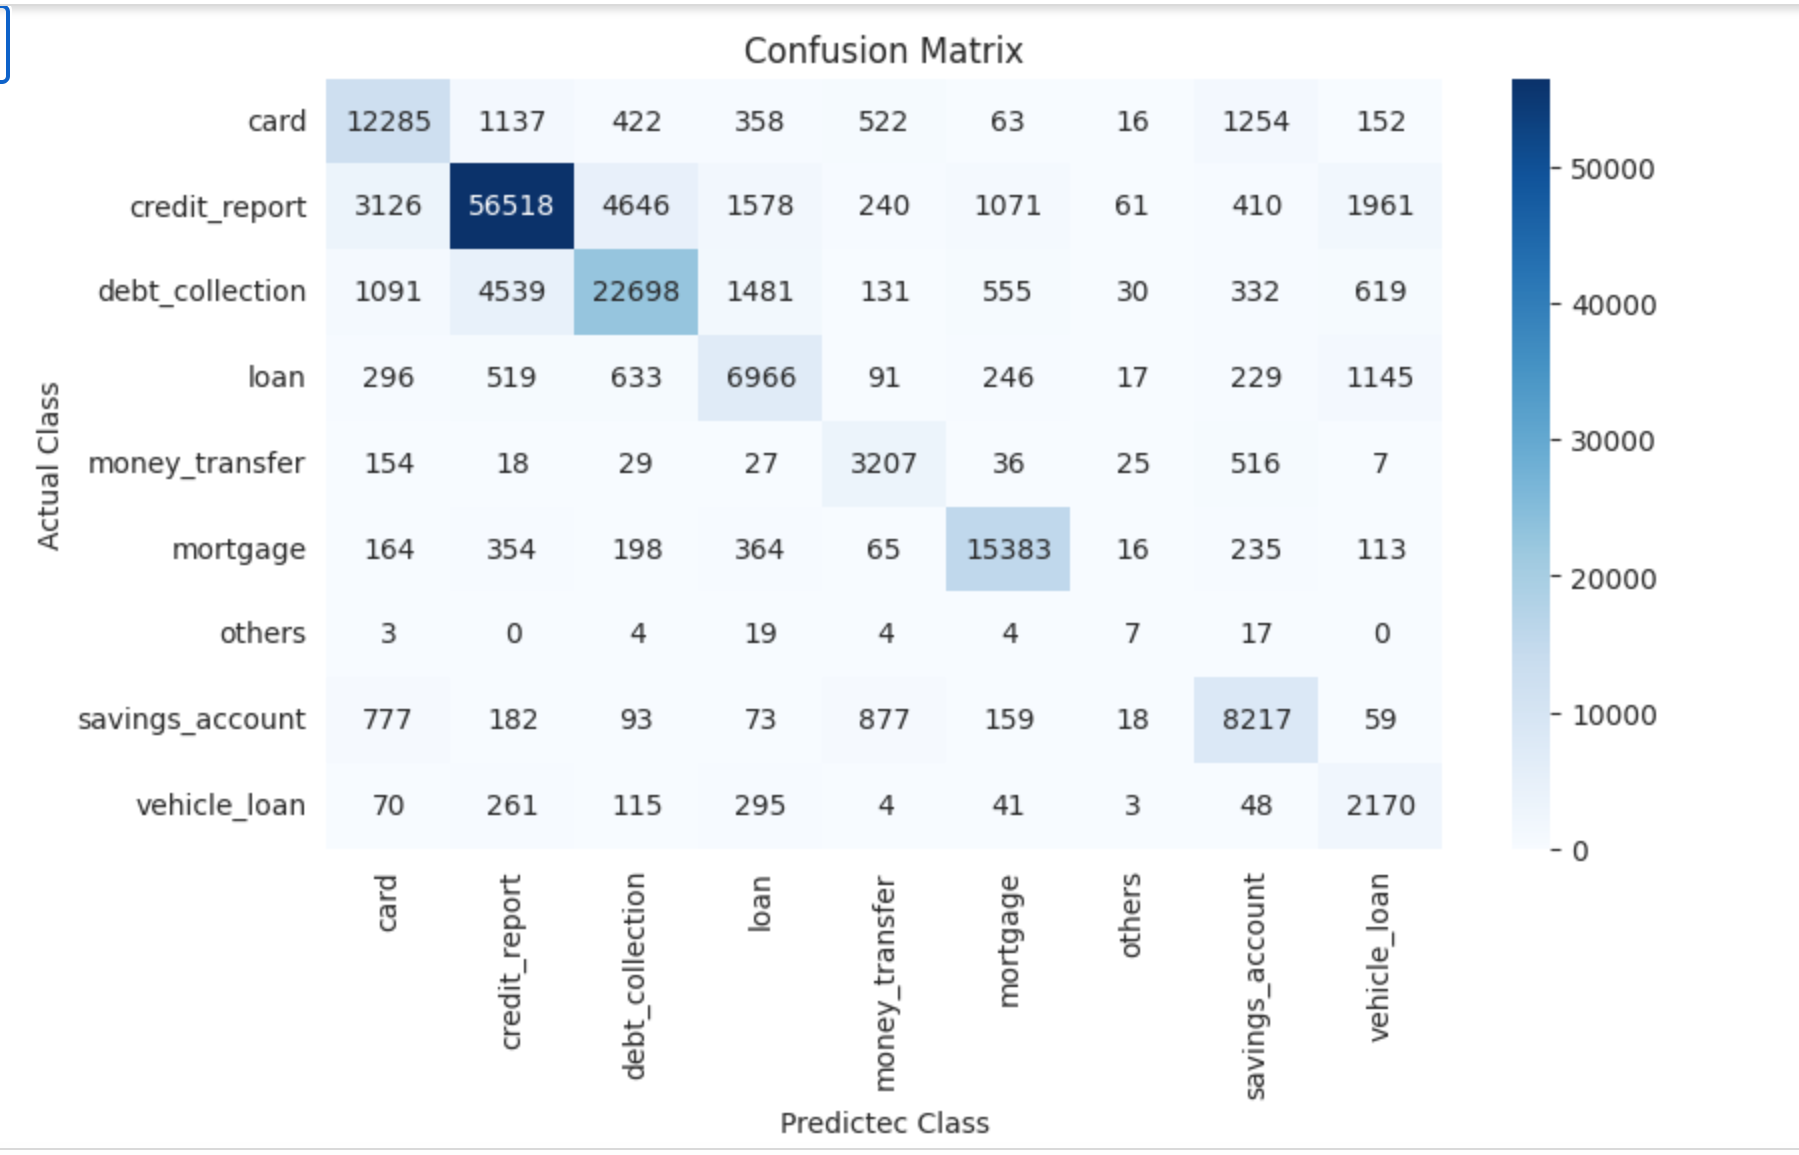 Confusion Matrix
card 12285 1137 422 358 522 63 16 1254 152
credit_report 3126 56518 4646 1578 240 1071 61 410 1961
debt_collection 1091 4539 22698 1481 131 555 30 332 619
loan 296 519 633 6966 91 246 17 229 1145
money_transfer 154 18 29 27 3207 36 25 516 7
mortgage 164 354 198 364 65 15383 16 235 113
others 3 0 4 19 4 4 7 17 0
savings_account 777 182 93 73 877 159 18 8217 59
vehicle_loan 70 261 115 295 4 41 3 48 2170
Actual Class
card credit_report debt_collection loan money_transfer mortgage others savings_account vehicle_loan
Predictec Class
50000
40000
30000
20000
10000
0